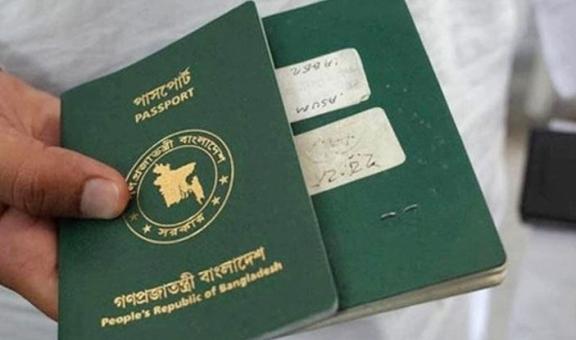 পাসপোর্ট
PASSPORT
গণপ্রজাতন্ত্রী বাংলাদেশ
সরকার
গণপ্রজাতন্ত্রী বাংলাদেশ
People's Republic of Bangladesh